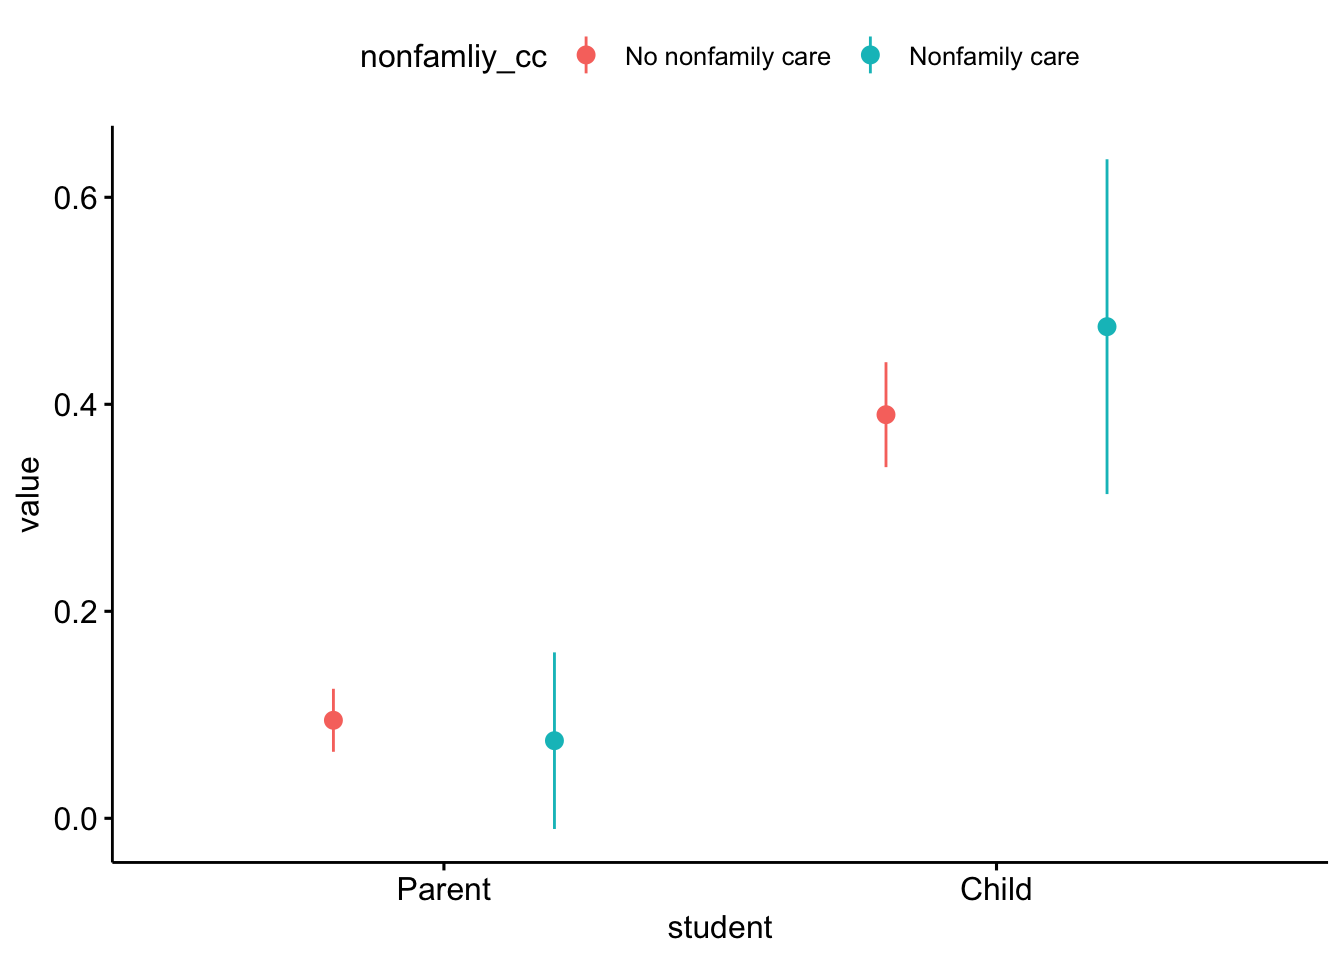 nonfamliy_cc No nonfamily care Nonfamily care
0.6
0.4
0.2
0.0
value
Parent Child
student